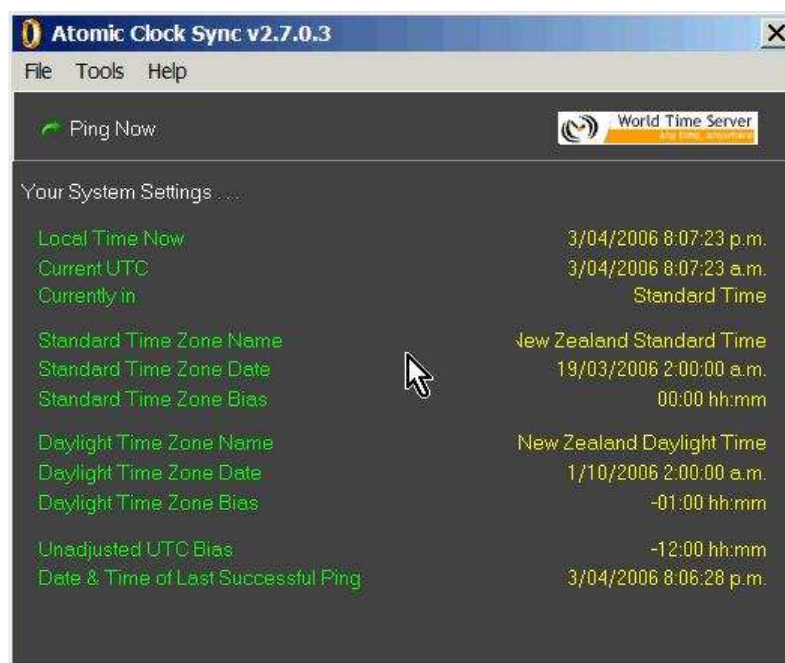 Atomic Clock Sync v2.7.0.3
File Tools Help
Ping Now
World Time Server
any time, anywhere
Your System Settings ....
Local Time Now 3/04/2006 8:07:23 p.m.
Current UTC 3/04/2006 8:07:23 a.m.
Currently in Standard Time
Standard Time Zone Name New Zealand Standard Time
Standard Time Zone Date 19/03/2006 2:00:00 a.m.
Standard Time Zone Bias 00:00 hh:mm
Daylight Time Zone Name New Zealand Daylight Time
Daylight Time Zone Date 1/10/2006 2:00:00 a.m.
Daylight Time Zone Bias -01:00 hh:mm
Unadjusted UTC Bias -12:00 hh:mm
Date & Time of Last Successful Ping 3/04/2006 8:06:28 p.m.